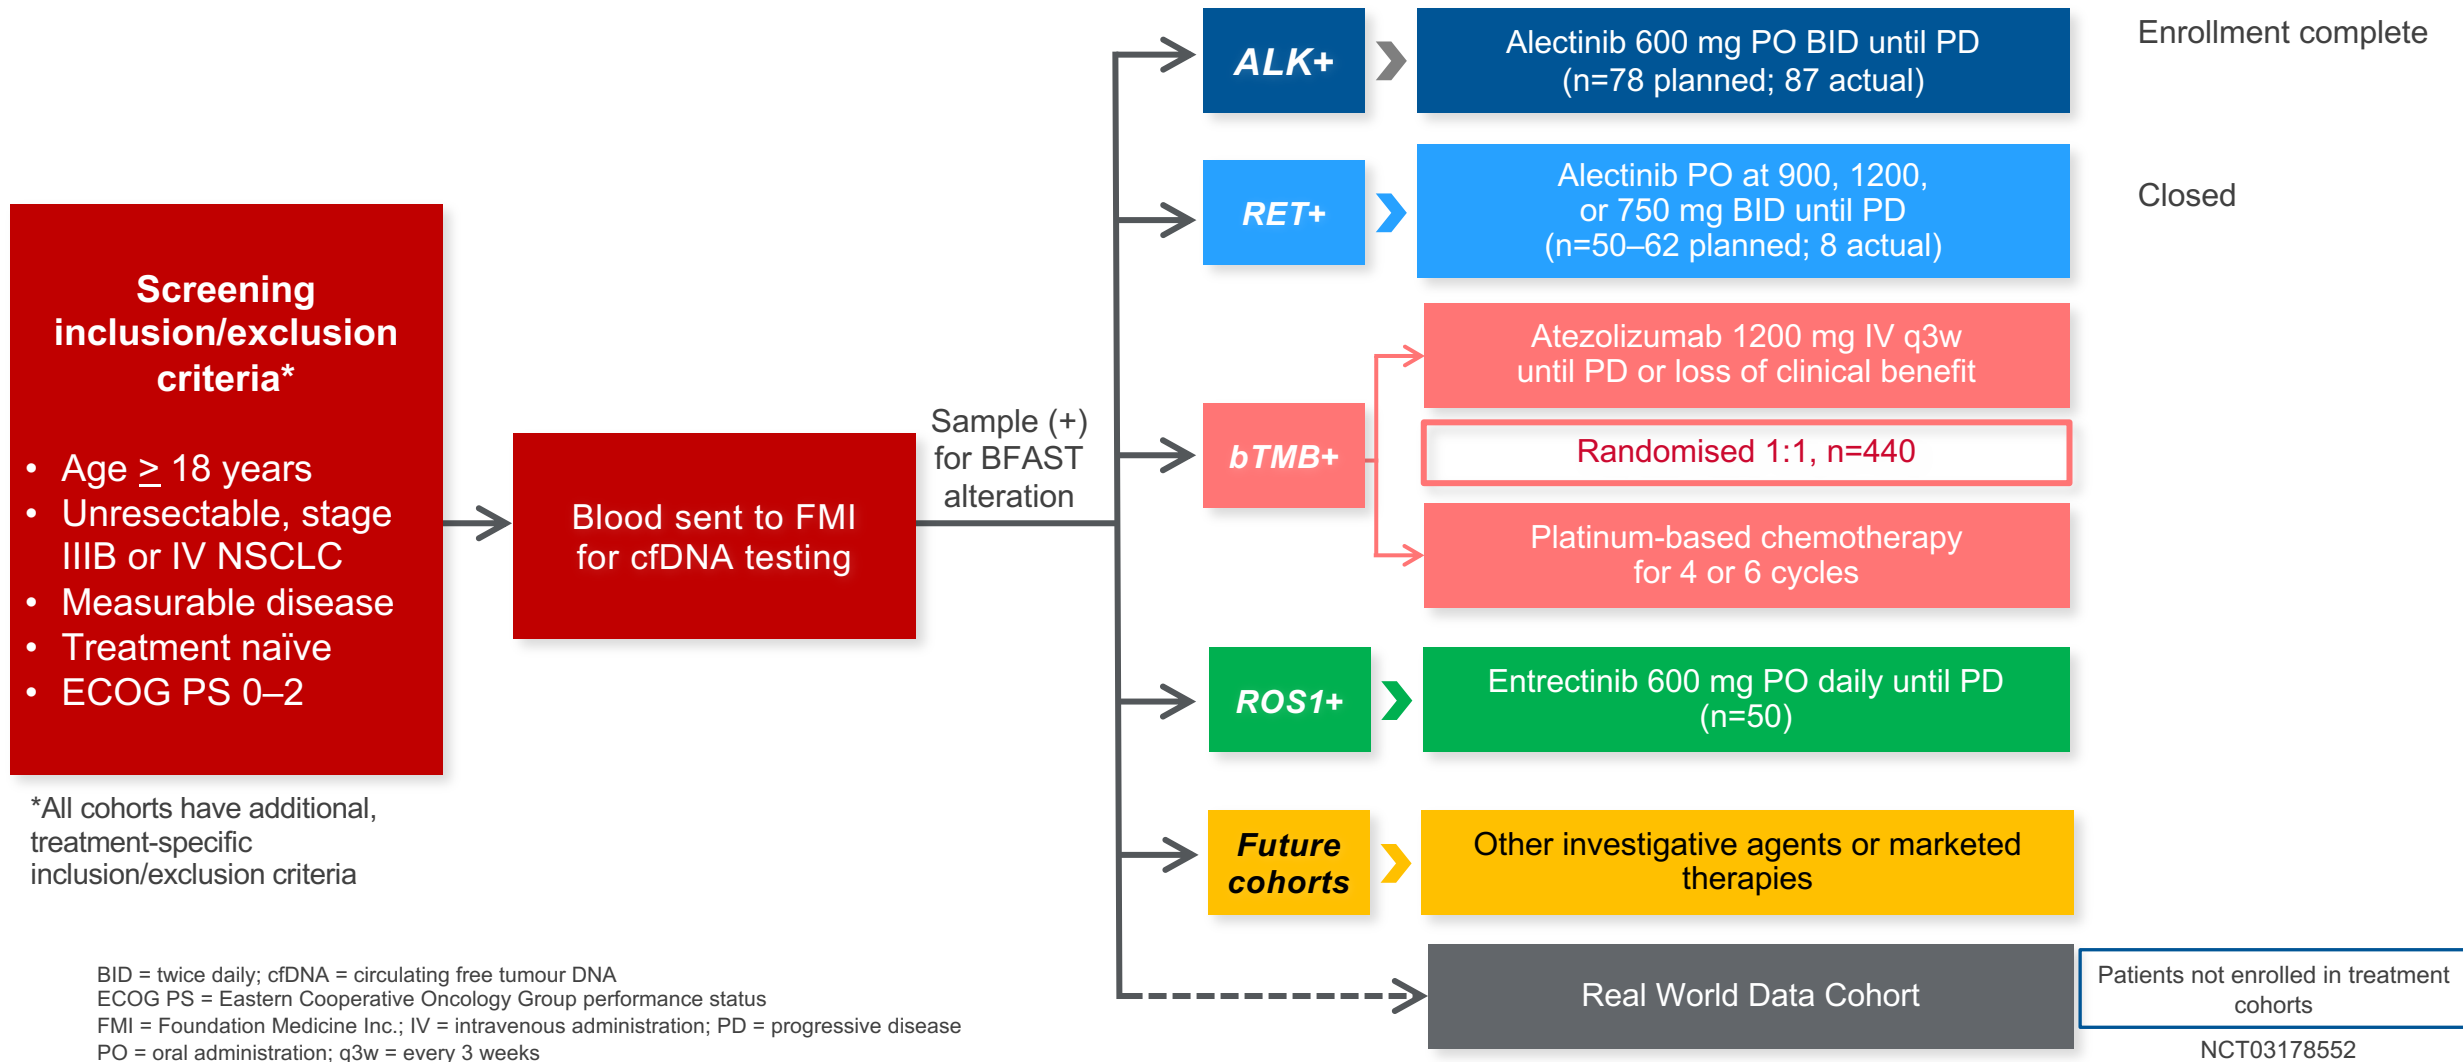 Screening
inclusion/exclusion
criteria*
• Age ≥ 18 years
• Unresectable, stage
IIIB or IV NSCLC
• Measurable disease
• Treatment naïve
• ECOG PS 0–2
*All cohorts have additional,
treatment-specific
inclusion/exclusion criteria
Blood sent to FMI
for cfDNA testing
Sample (+)
for BFAST
alteration
ALK+
Alectinib 600 mg PO BID until PD
(n=78 planned; 87 actual)
Enrollment complete
RET+
Alectinib PO at 900, 1200,
or 750 mg BID until PD
(n=50–62 planned; 8 actual)
Closed
bTMB+
Atezolizumab 1200 mg IV q3w
until PD or loss of clinical benefit
Randomised 1:1, n=440
Platinum-based chemotherapy
for 4 or 6 cycles
ROS1+
Entrectinib 600 mg PO daily until PD
(n=50)
Future
cohorts
Other investigative agents or marketed
therapies
Real World Data Cohort
Patients not enrolled in treatment
cohorts
NCT03178552
BID = twice daily; cfDNA = circulating free tumour DNA
ECOG PS = Eastern Cooperative Oncology Group performance status
FMI = Foundation Medicine Inc.; IV = intravenous administration; PD = progressive disease
PO = oral administration; q3w = every 3 weeks